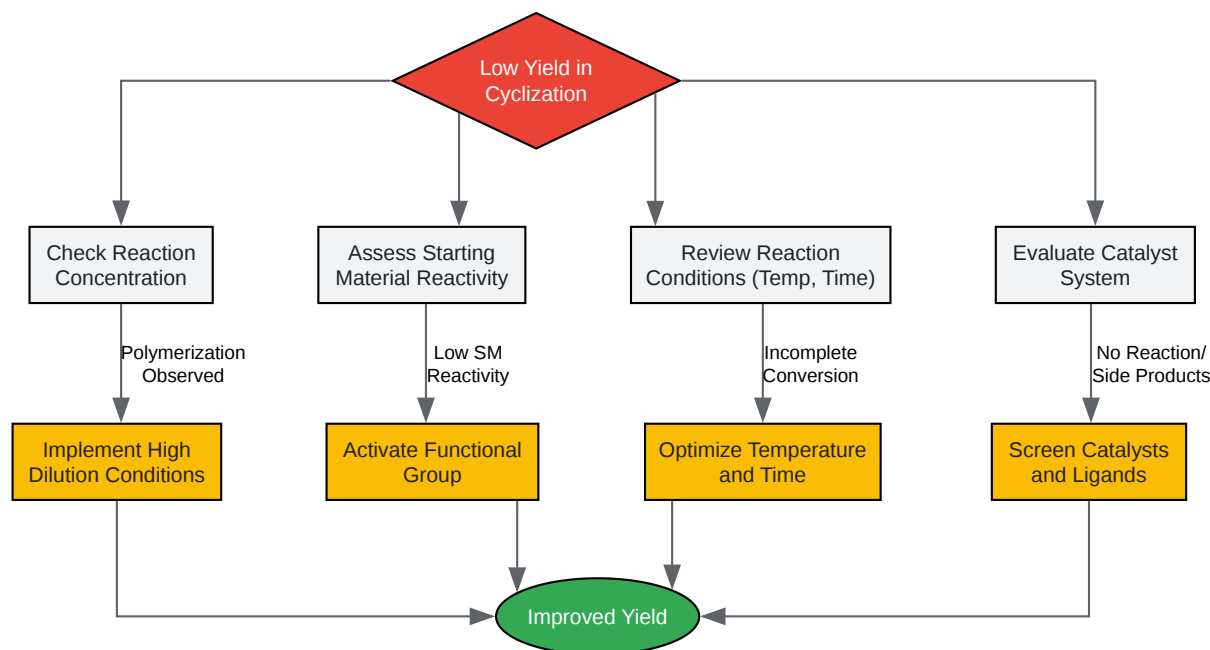 Low Yield in
Cyclization
Check Reaction
Concentration
Assess Starting
Material Reactivity
Review Reaction
Conditions (Temp, Time)
Evaluate Catalyst
System
Polymerization
Observed
Low SM
Reactivity
Incomplete
Conversion
No Reaction/
Side Products
Implement High
Dilution Conditions
Activate Functional
Group
Optimize Temperature
and Time
Screen Catalysts
and Ligands
Improved Yield